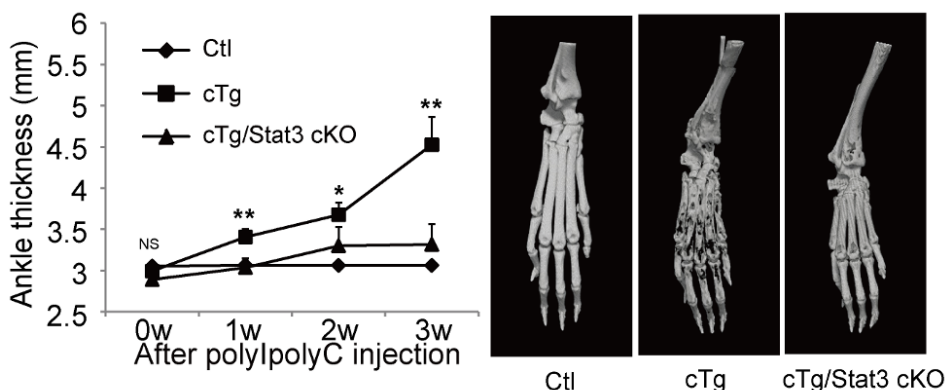 Ankle thickness (mm)
6
5.5
5
4.5
4
3.5
3
2.5
Ctl
cTg
cTg/Stat3 cKO
NS
**
*
**
0w 1w 2w 3w
After polyIpolyC injection
Ctl cTg cTg/Stat3 cKO